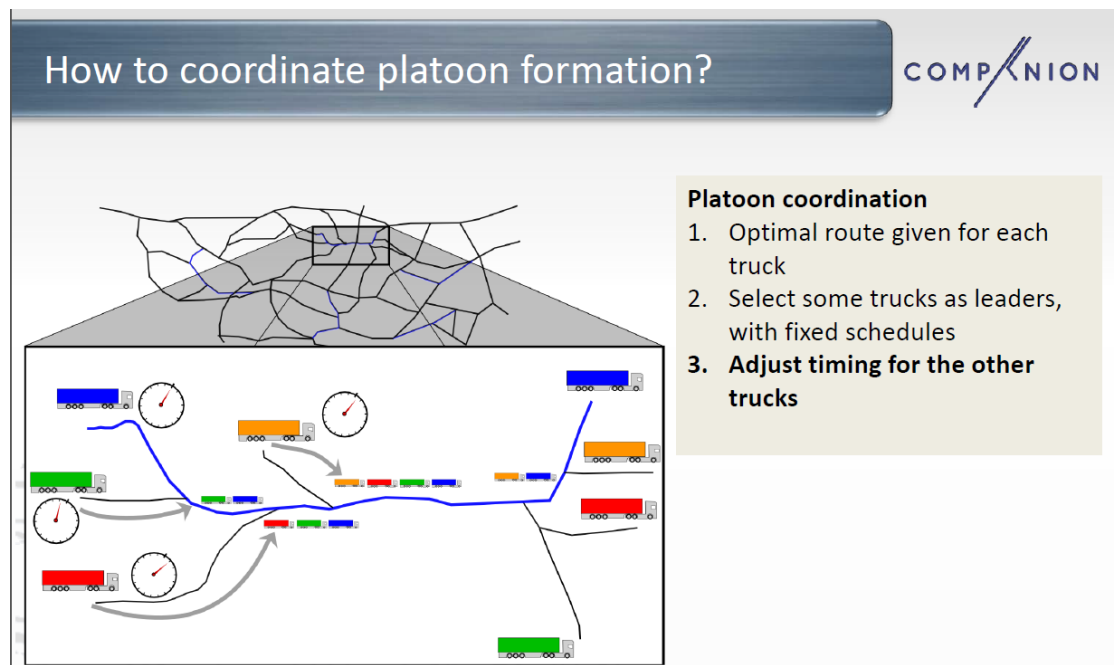 How to coordinate platoon formation?
COMPANION
Platoon coordination
1. Optimal route given for each
truck
2. Select some trucks as leaders,
with fixed schedules
3. Adjust timing for the other
trucks